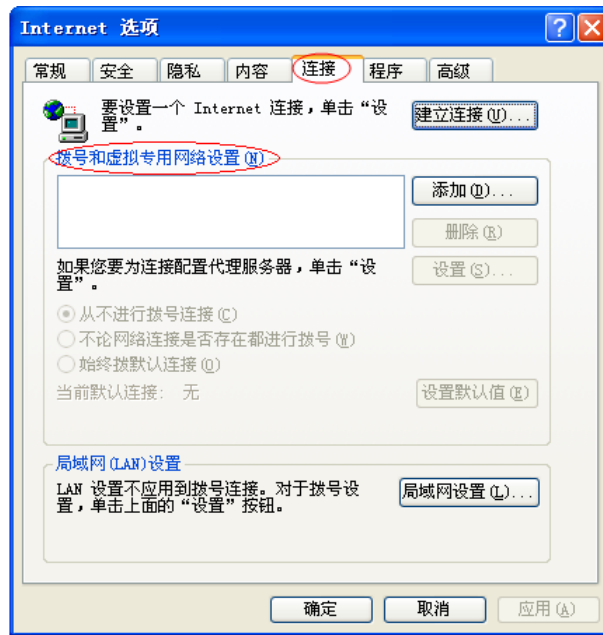 Internet 选项
常规 安全 隐私 内容 连接 程序 高级
要设置一个 Internet 连接，单击“设
置”。
建立连接(U)...
拨号和虚拟专用网络设置(N)
添加(D)...
删除(R)
如果您要为连接配置代理服务器，单击“设
置”。
设置(S)...
从不进行拨号连接(C)
不论网络连接是否存在都进行拨号(W)
始终拨默认连接(O)
当前默认连接： 无
设置默认值(E)
局域网(LAN)设置
LAN 设置不应用到拨号连接。对于拨号设
置，单击上面的“设置”按钮。
局域网设置(L)...
确定 取消 应用(A)